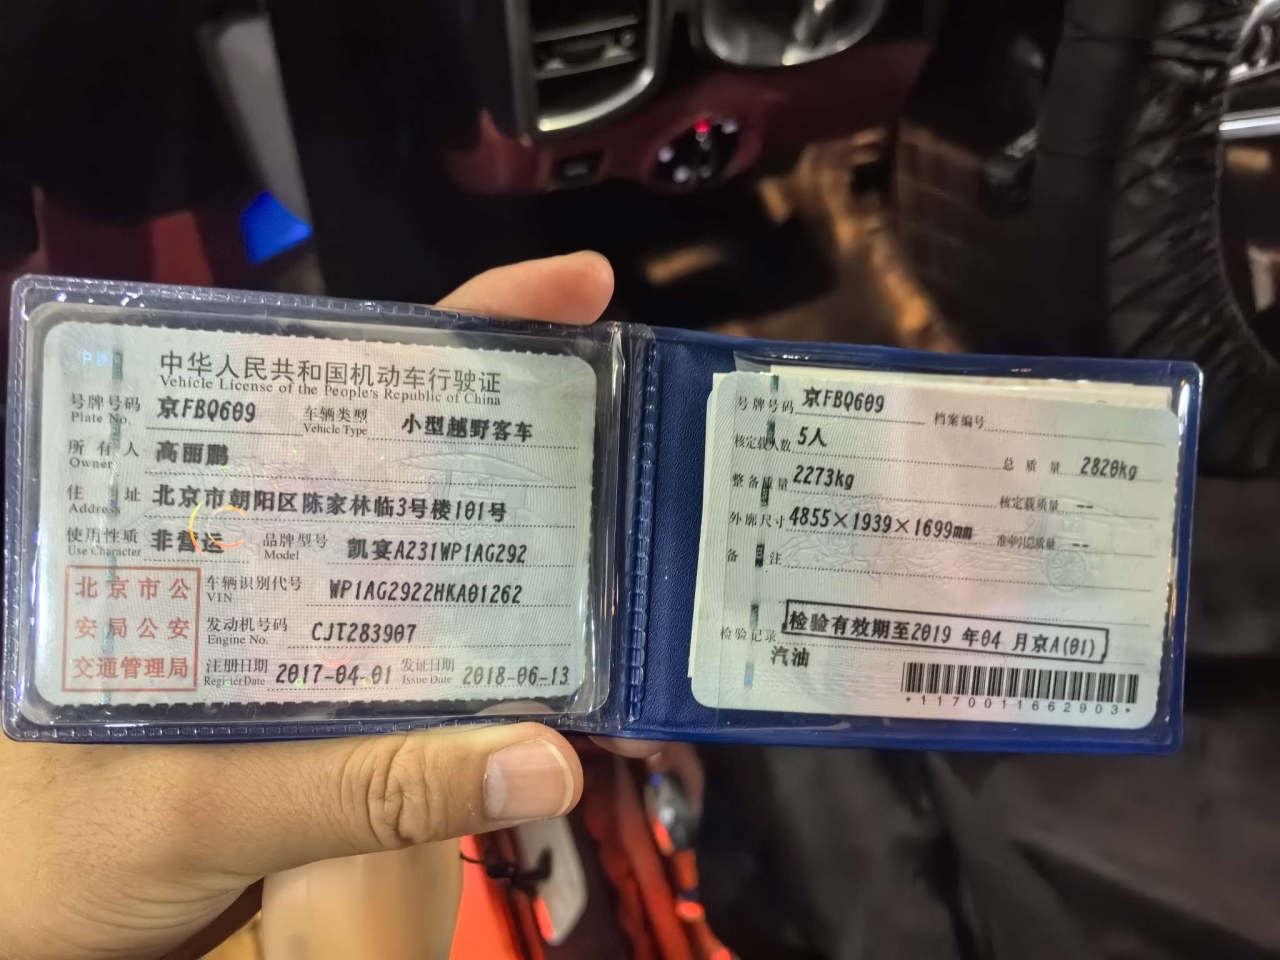 中华人民共和国机动车行驶证
Vehicle License of the People's Republic of China
号牌号码 京FBQ609 车辆类型 小型越野客车
Plate No. Vehicle Type
所有人 高丽鹏
Owner
住址 北京市朝阳区陈家林临3号楼101号
Address
使用性质 非营运 品牌型号 凯宴A231WP1AG292
Use Character Model
北京市公
安局公安
交通管理局
车辆识别代号 WP1AG2922HKA01262
VIN
发动机号码 CJT283907
Engine No.
注册日期 2017-04-01 发证日期 2018-06-13
Register Date Issue Date
号牌号码 京FBQ609 档案编号
核定载人数 5人 总质量 2820kg
整备质量 2273kg 核定载质量 --
外廓尺寸 4855×1939×1699mm 准牵引总质量 --
备注
检验记录 检验有效期至2019 年04 月京A(01)
汽油
*1170011662903*